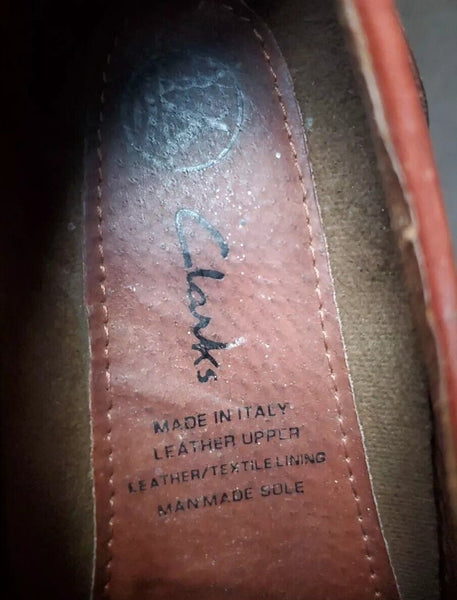 Clarks
MADE IN ITALY
LEATHER UPPER
LEATHER/TEXTILE LINING
MAN MADE SOLE